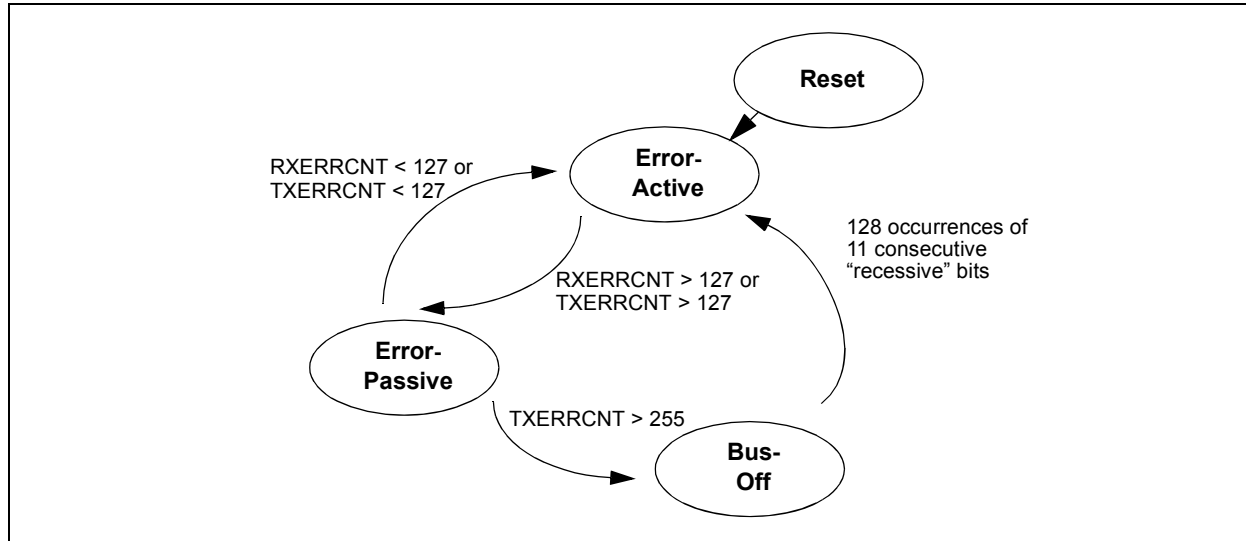 Reset
Error-
Active
RXERRCNT < 127 or
TXERRCNT < 127
128 occurrences of
11 consecutive
“recessive” bits
RXERRCNT > 127 or
TXERRCNT > 127
Error-
Passive
TXERRCNT > 255
Bus-
Off